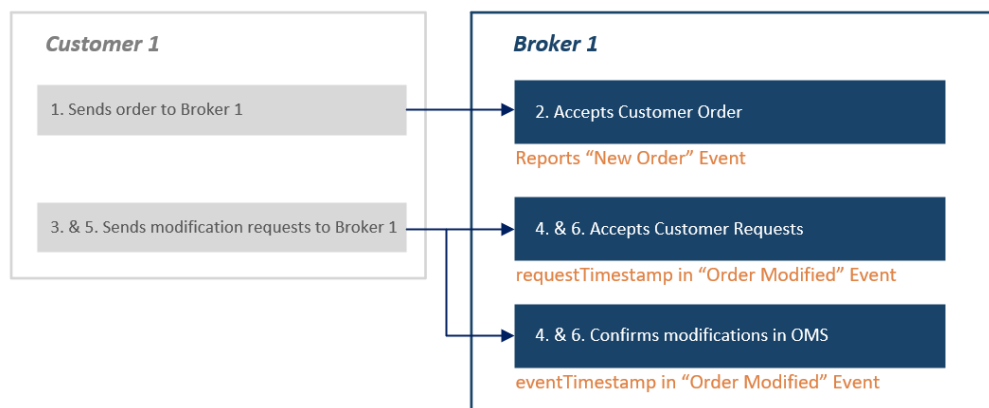 Customer 1
1. Sends order to Broker 1
3. & 5. Sends modification requests to Broker 1
Broker 1
2. Accepts Customer Order
Reports “New Order” Event
4. & 6. Accepts Customer Requests
requestTimestamp in “Order Modified” Event
4. & 6. Confirms modifications in OMS
eventTimestamp in “Order Modified” Event